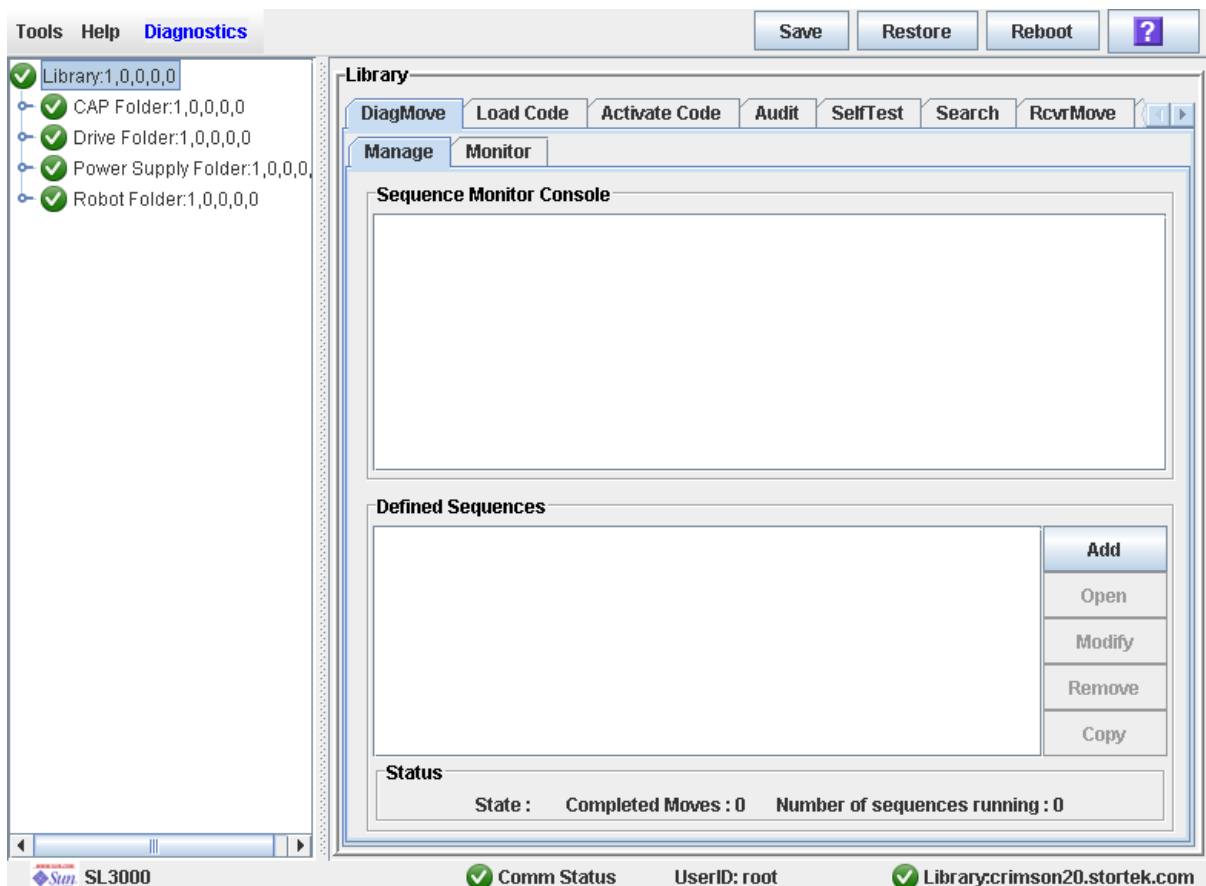 Tools Help Diagnostics Save Restore Reboot ?
Library:1,0,0,0,0
CAP Folder:1,0,0,0,0
Drive Folder:1,0,0,0,0
Power Supply Folder:1,0,0,0,
Robot Folder:1,0,0,0,0
Library
DiagMove Load Code Activate Code Audit SelfTest Search RcvrMove
Manage Monitor
Sequence Monitor Console
Defined Sequences
Add
Open
Modify
Remove
Copy
Status
State : Completed Moves : 0 Number of sequences running : 0
Sun SL3000 Comm Status UserID: root Library:crimson20.stortek.com